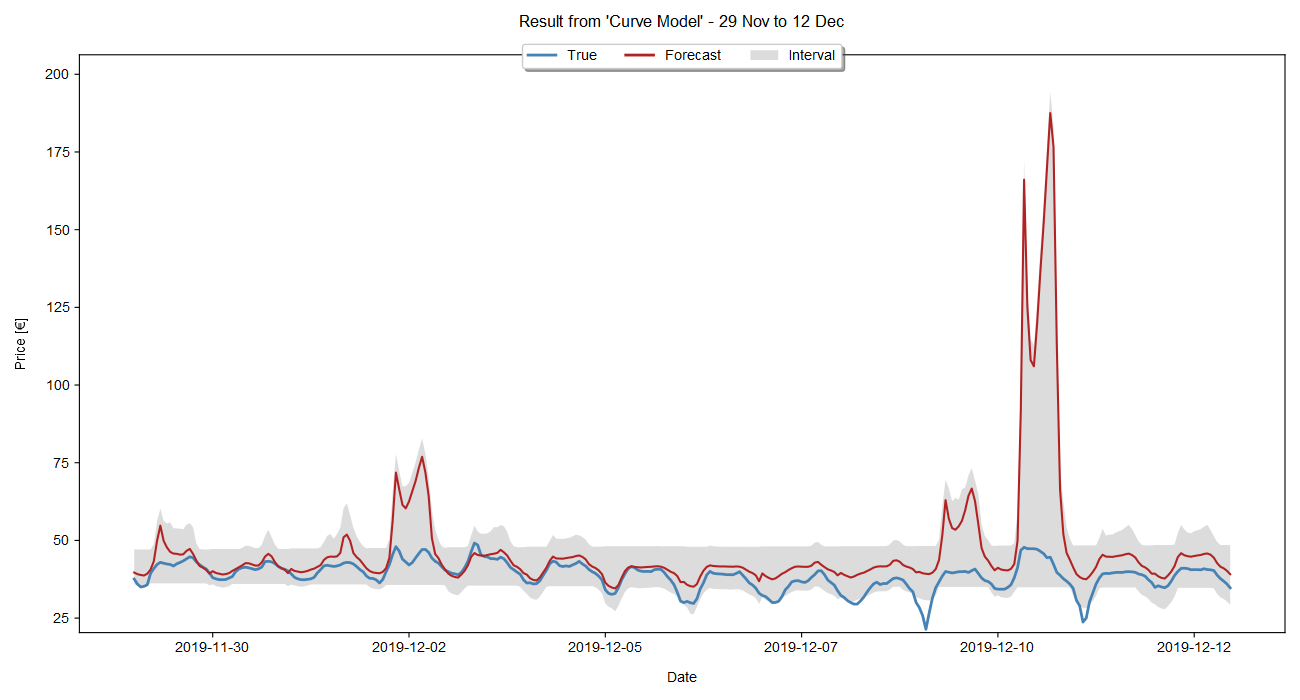 Result from 'Curve Model' - 29 Nov to 12 Dec
True Forecast Interval
200
175
150
125
100
75
50
25
Price [€]
2019-11-30 2019-12-02 2019-12-05 2019-12-07 2019-12-10 2019-12-12
Date